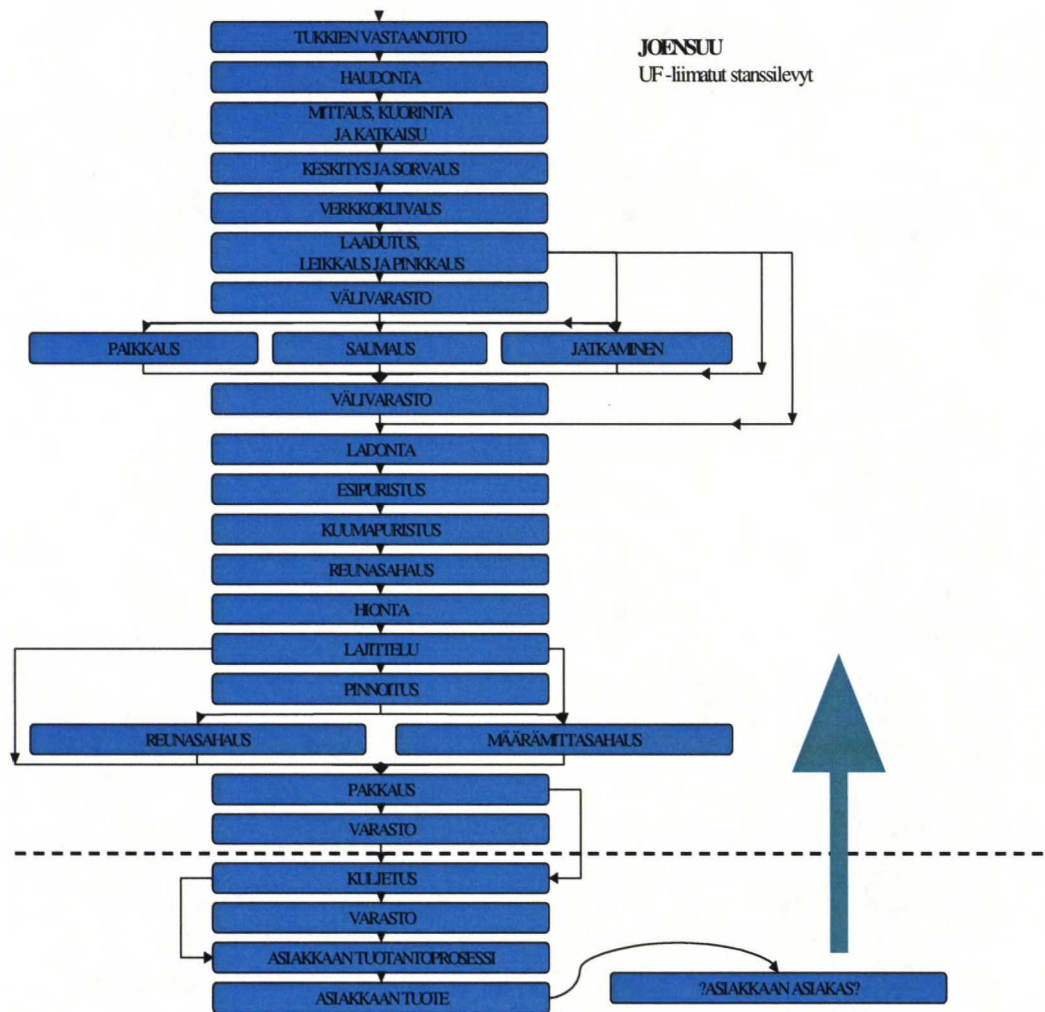 TUKKIEN VASTAANOTTO
JOENSUU
UF-liimatut stanssilevyt
HAUDONTA
MITTAUS, KUORINTA
JA KATKAISU
KESKITYS JA SORVAUS
VERKKOKUIVAUS
LAADUTUS,
LEIKKAUS JA PINKKAUS
VÄLIVARASTO
PAIKKAUS
SAUMAUS
JATKAMINEN
VÄLIVARASTO
LADONTA
ESIPURISTUS
KUUMAPURISTUS
REUNASAHAUS
HIONTA
LAJITTELU
PINNOITUS
REUNASAHAUS
MÄÄRÄMITTASAHAUS
PAKKAUS
VARASTO
KULJETUS
VARASTO
ASIAKKAAN TUOTANTOPROSESSI
ASIAKKAAN TUOTE
?ASIAKKAAN ASIAKAS?